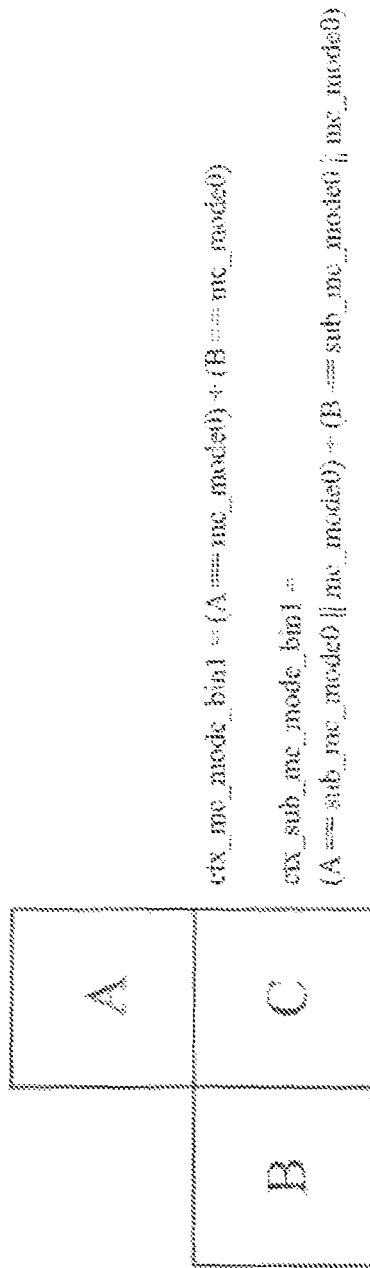 A
B C
ctx_mc_mode_bin1 = (A == mc_mode0) + (B == mc_mode0)
ctx_sub_mc_mode_bin1 =
(A == sub_mc_mode0 || mc_mode0) + (B == sub_mc_mode0 || mc_mode0)